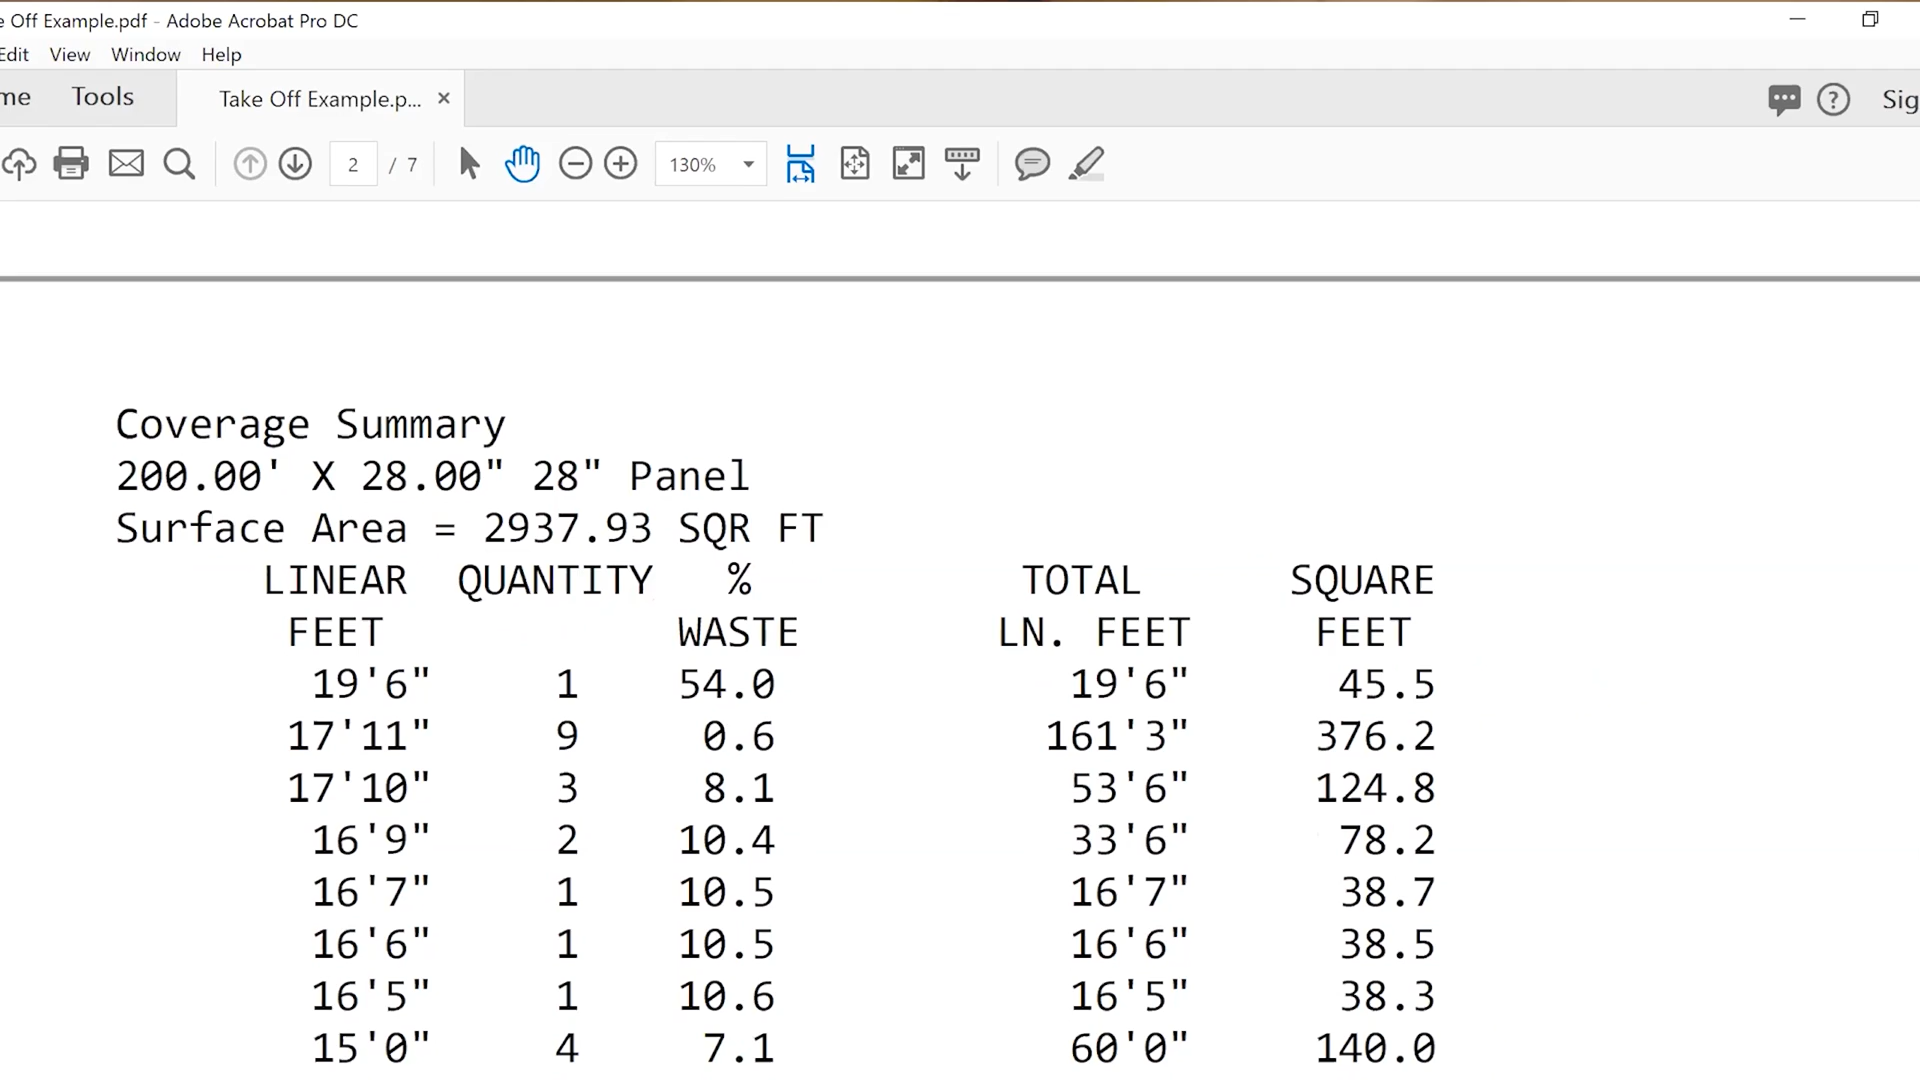 e Off Example.pdf - Adobe Acrobat Pro DC
Edit View Window Help
me Tools Take Off Example.p... ×
2 / 7 130%
? Sig
Coverage Summary
200.00' X 28.00" 28" Panel
Surface Area = 2937.93 SQR FT
LINEAR QUANTITY % TOTAL SQUARE
FEET WASTE LN. FEET FEET
19'6" 1 54.0 19'6" 45.5
17'11" 9 0.6 161'3" 376.2
17'10" 3 8.1 53'6" 124.8
16'9" 2 10.4 33'6" 78.2
16'7" 1 10.5 16'7" 38.7
16'6" 1 10.5 16'6" 38.5
16'5" 1 10.6 16'5" 38.3
15'0" 4 7.1 60'0" 140.0